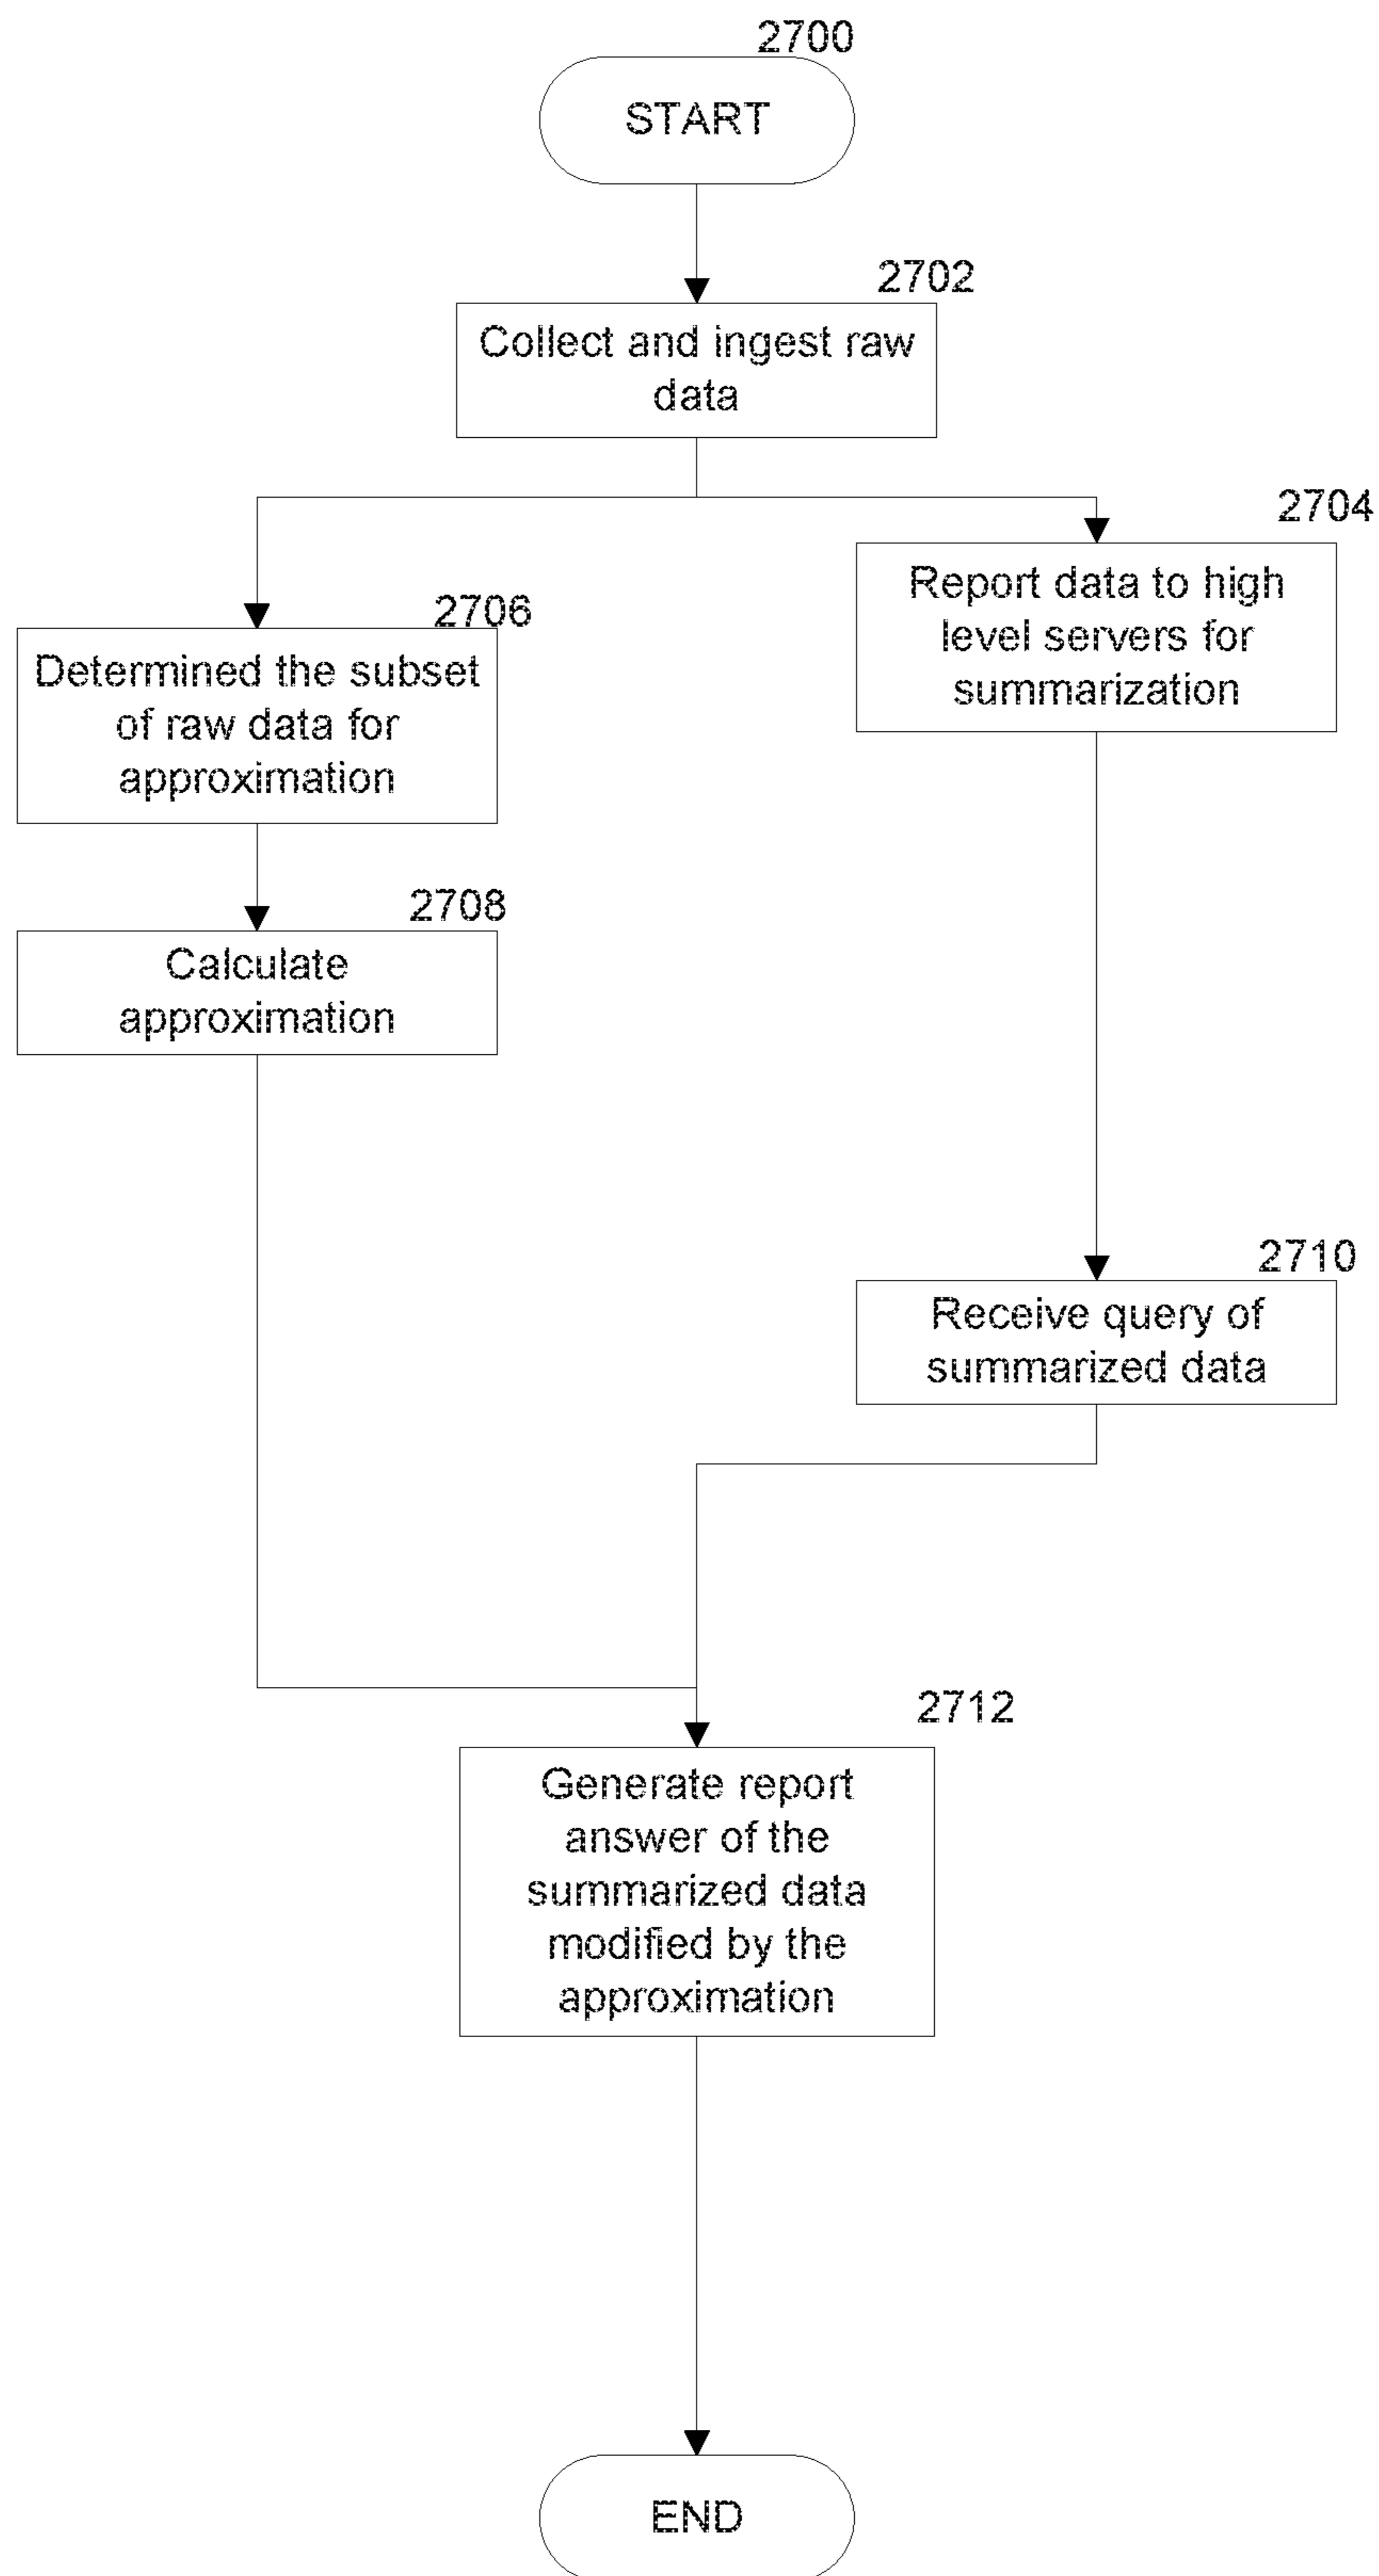 2700
START
2702
Collect and ingest raw
data
2704
Report data to high
level servers for
summarization
2706
Determined the subset
of raw data for
approximation
2708
Calculate
approximation
2710
Receive query of
summarized data
2712
Generate report
answer of the
summarized data
modified by the
approximation
END